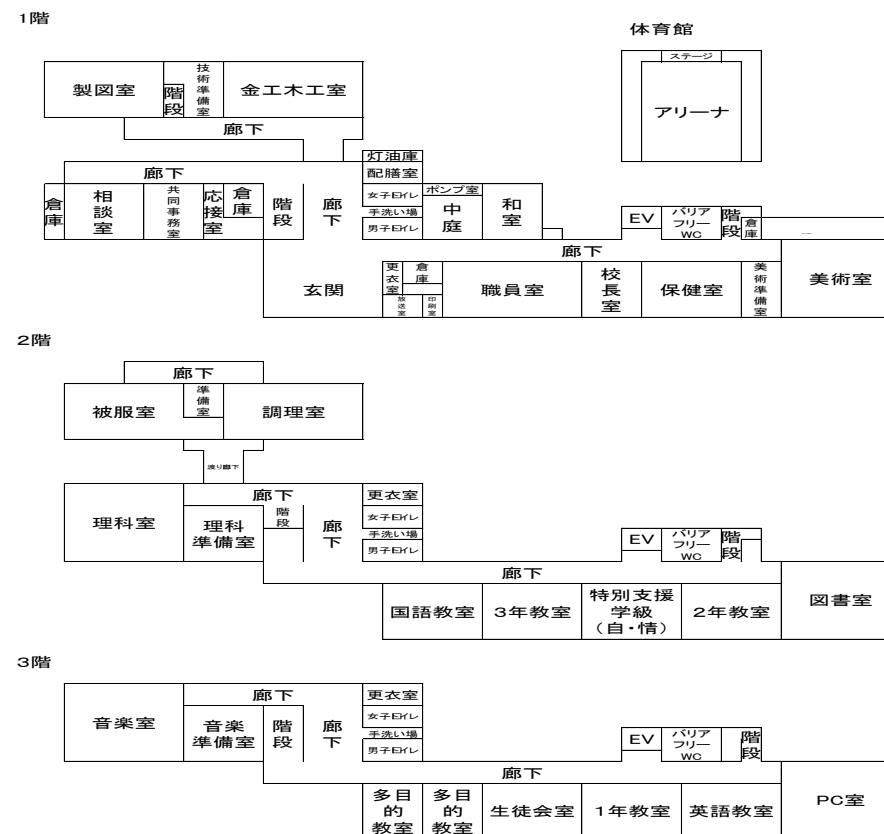 1階
体育館
ステージ
アリーナ
製図室
階段
技術準備室
金工木工室
廊下
灯油庫
配膳室
廊下
倉庫
相談室
共同事務室
応接室
倉庫
階段
廊下
女子トイレ
手洗い場
男子トイレ
ポンプ室
中庭
和室
EV
バリアフリーWC
階段
倉庫
廊下
玄関
更衣室
倉庫
放送室
印刷室
職員室
校長室
保健室
美術準備室
美術室
2階
廊下
被服室
準備室
調理室
渡り廊下
理科室
廊下
理科準備室
階段
廊下
更衣室
女子トイレ
手洗い場
男子トイレ
EV
バリアフリーWC
階段
廊下
国語教室
3年教室
特別支援学級
(自・情)
2年教室
図書室
3階
音楽室
廊下
音楽準備室
階段
廊下
更衣室
女子トイレ
手洗い場
男子トイレ
EV
バリアフリーWC
階段
廊下
多目的教室
多目的教室
生徒会室
1年教室
英語教室
PC室